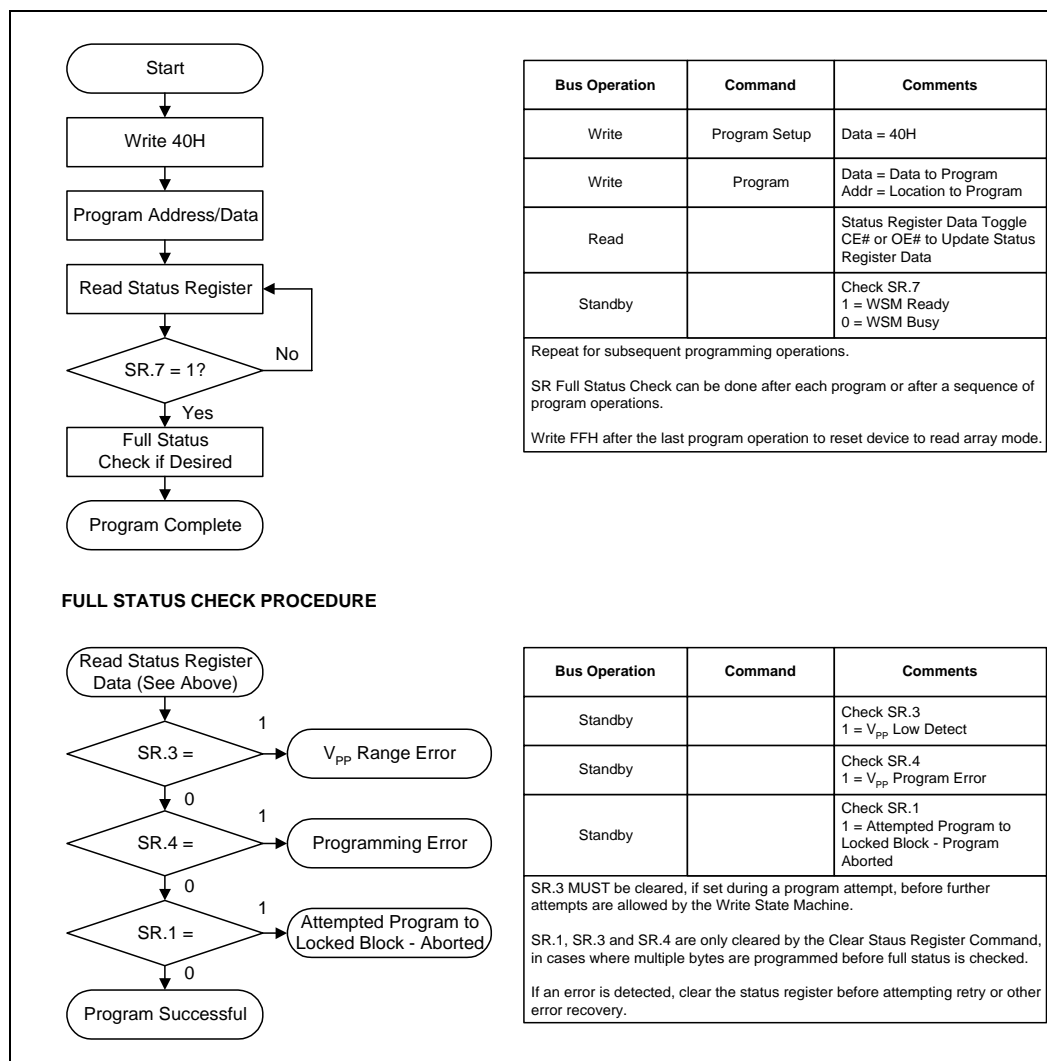 Start
Write 40H
Program Address/Data
Read Status Register
SR.7 = 1?
No
Yes
Full Status
Check if Desired
Program Complete
Bus Operation Command Comments
Write Program Setup Data = 40H
Write Program Data = Data to Program
Addr = Location to Program
Read Status Register Data Toggle
CE# or OE# to Update Status
Register Data
Standby Check SR.7
1 = WSM Ready
0 = WSM Busy
Repeat for subsequent programming operations.
SR Full Status Check can be done after each program or after a sequence of
program operations.
Write FFH after the last program operation to reset device to read array mode.
FULL STATUS CHECK PROCEDURE
Read Status Register
Data (See Above)
SR.3 =
1
VPP Range Error
0
SR.4 =
1
Programming Error
0
SR.1 =
1
Attempted Program to
Locked Block - Aborted
0
Program Successful
Bus Operation Command Comments
Standby Check SR.3
1 = VPP Low Detect
Standby Check SR.4
1 = VPP Program Error
Standby Check SR.1
1 = Attempted Program to
Locked Block - Program
Aborted
SR.3 MUST be cleared, if set during a program attempt, before further
attempts are allowed by the Write State Machine.
SR.1, SR.3 and SR.4 are only cleared by the Clear Staus Register Command,
in cases where multiple bytes are programmed before full status is checked.
If an error is detected, clear the status register before attempting retry or other
error recovery.